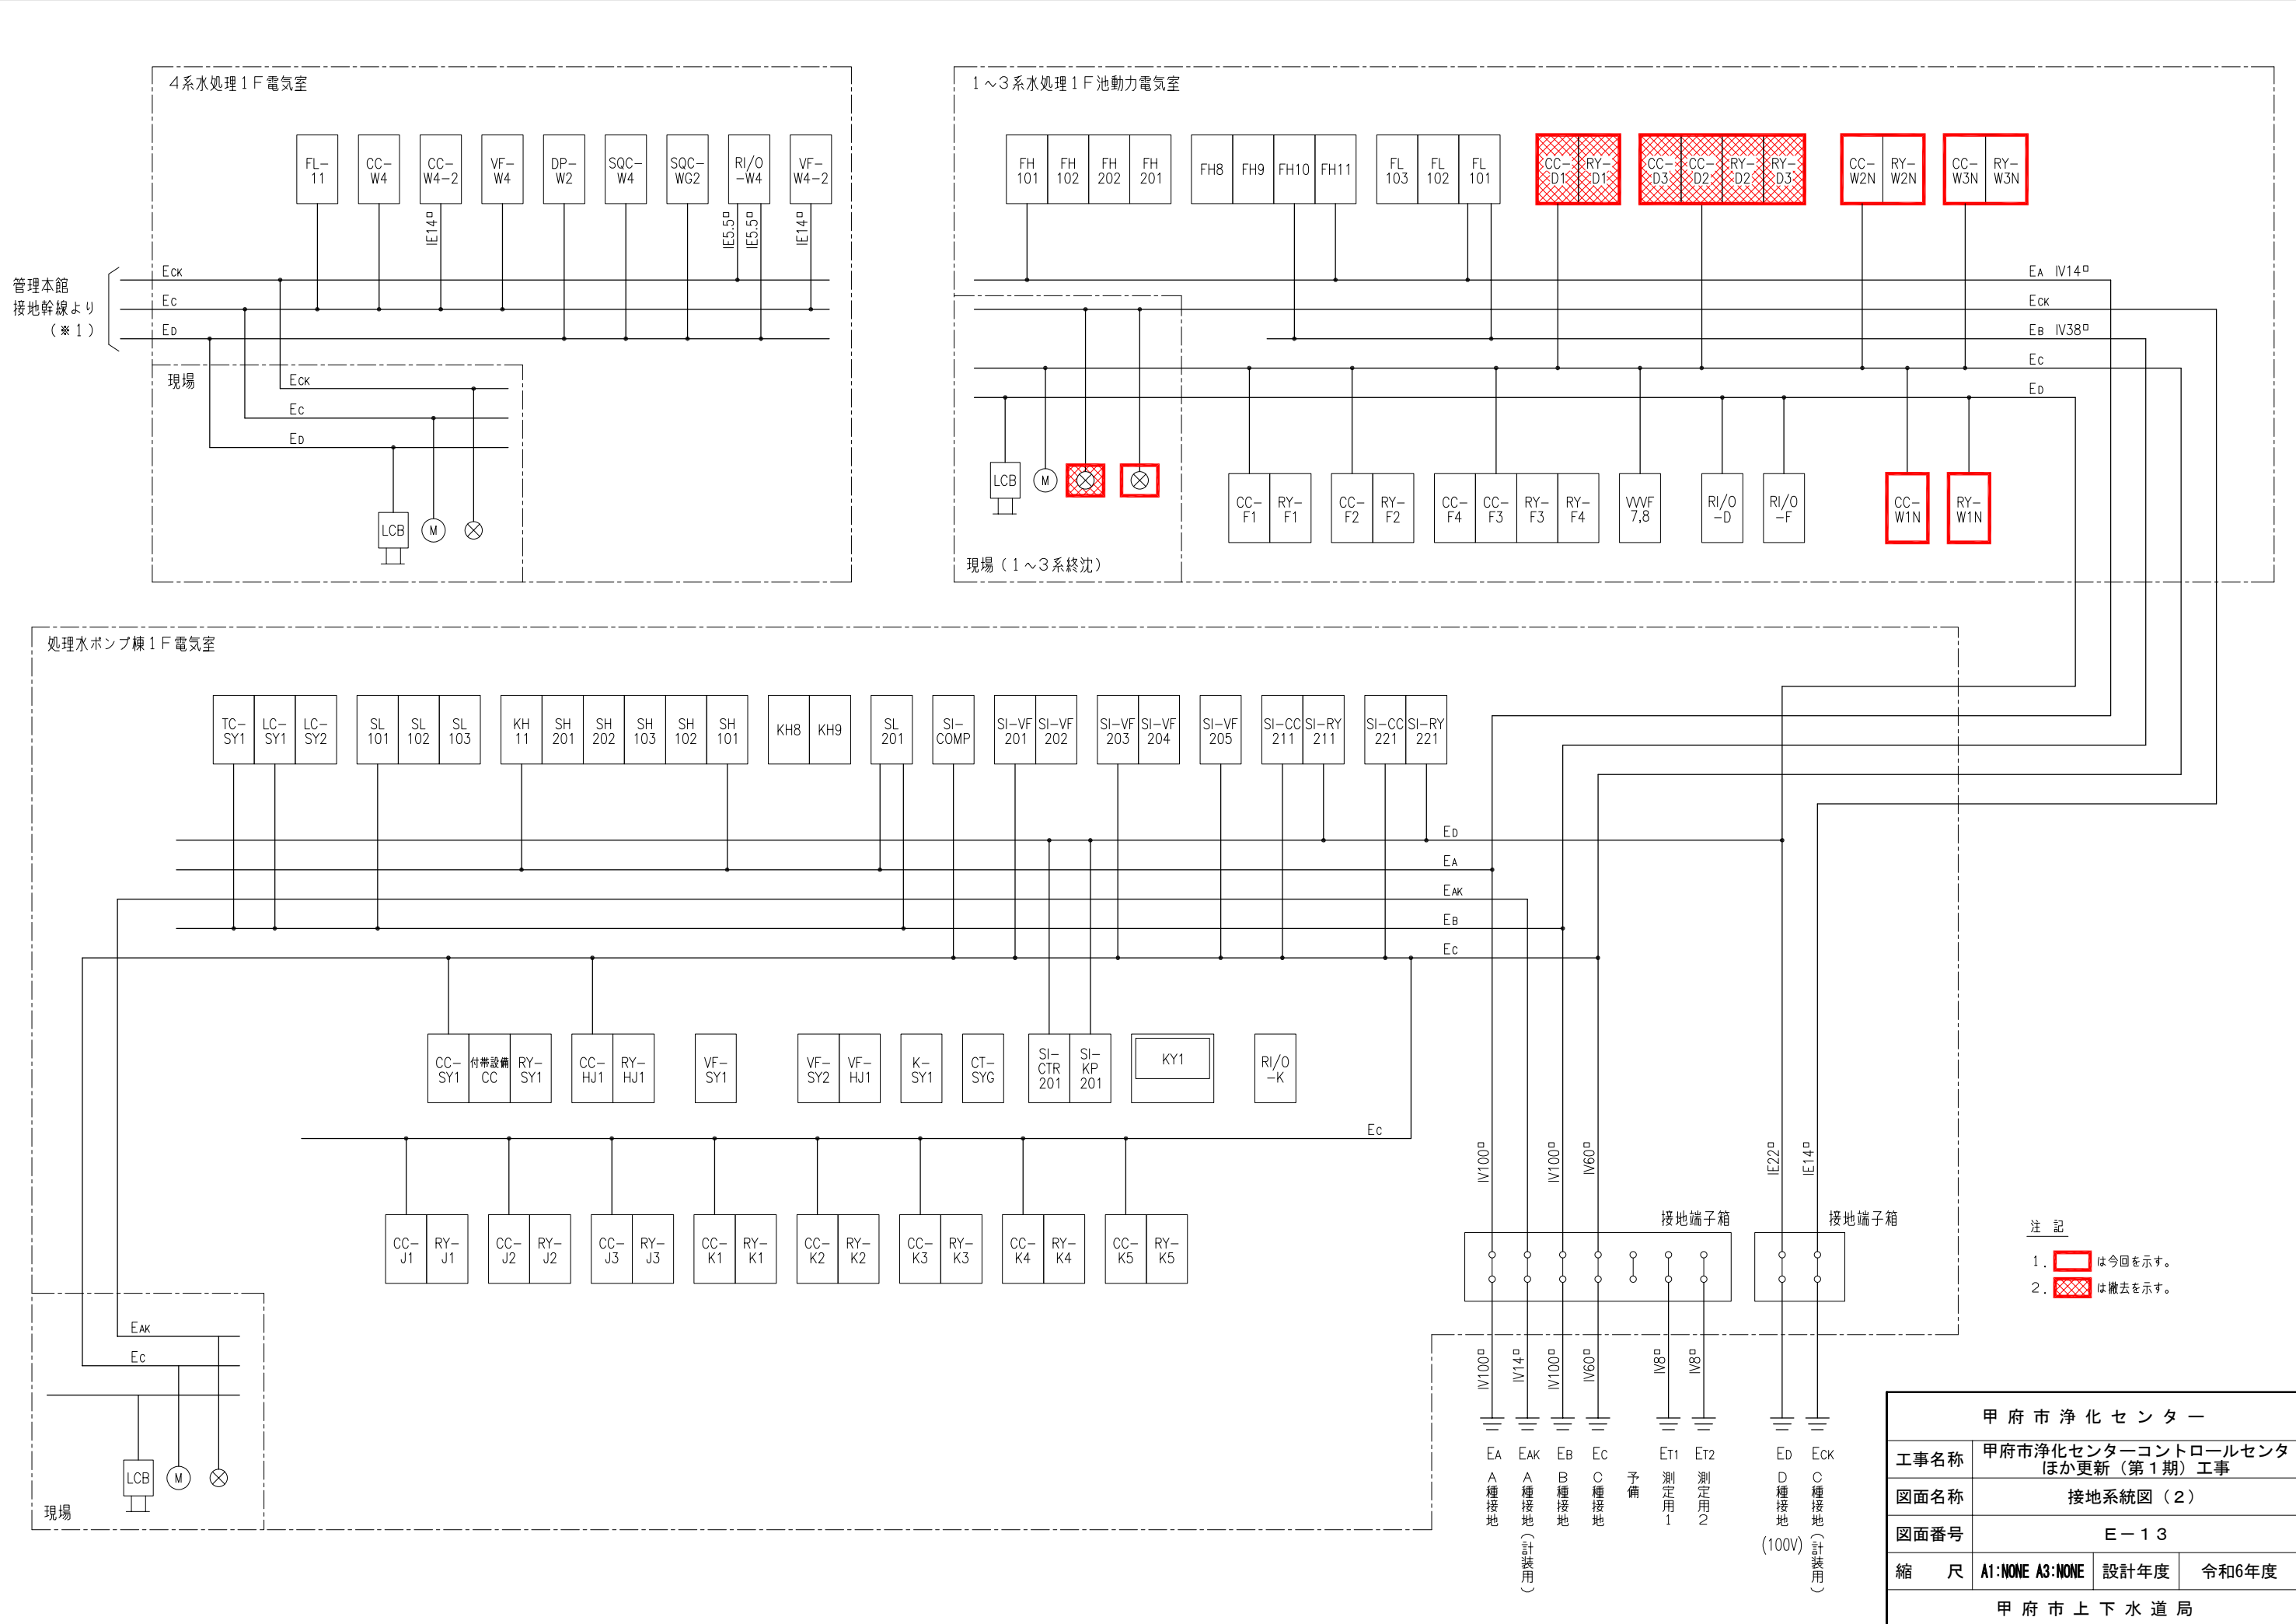 4系水処理1F電気室
FL-11
CC-W4
CC-W4-2
VF-W4
DP-W2
SQC-W4
SQC-WG2
RI/O-W4
VF-W4-2
IE14□
IE5.5□
IE5.5□
IE14□
管理本館
接地幹線より
(※1)
ECK
EC
ED
現場
ECK
EC
ED
LCB
M
1～3系水処理1F池動力電気室
FH101
FH102
FH202
FH201
FH8
FH9
FH10
FH11
FL103
FL102
FL101
CC-D1
RY-D1
CC-D3
CC-D2
RY-D2
RY-D3
CC-W2N
RY-W2N
CC-W3N
RY-W3N
EA IV14□
ECK
EB IV38□
EC
ED
LCB
M
CC-F1
RY-F1
CC-F2
RY-F2
CC-F4
CC-F3
RY-F3
RY-F4
VVVF7,8
RI/O-D
RI/O-F
CC-W1N
RY-W1N
現場(1～3系終沈)
処理水ポンプ棟1F電気室
TC-SY1
LC-SY1
LC-SY2
SL101
SL102
SL103
KH11
SH201
SH202
SH103
SH102
SH101
KH8
KH9
SL201
SI-COMP
SI-VF201
SI-VF202
SI-VF203
SI-VF204
SI-VF205
SI-CC211
SI-RY211
SI-CC221
SI-RY221
ED
EA
EAK
EB
EC
CC-SY1
付帯設備CC
RY-SY1
CC-HJ1
RY-HJ1
VF-SY1
VF-SY2
VF-HJ1
K-SY1
CT-SYG
SI-CTR201
SI-KP201
KY1
RI/O-K
EC
CC-J1
RY-J1
CC-J2
RY-J2
CC-J3
RY-J3
CC-K1
RY-K1
CC-K2
RY-K2
CC-K3
RY-K3
CC-K4
RY-K4
CC-K5
RY-K5
EAK
EC
LCB
M
現場
IV100□
IV100□
IV60□
IE22□
IE14□
接地端子箱
接地端子箱
IV100□
IV14□
IV100□
IV60□
IV8□
IV8□
EA
EAK
EB
EC
ET1
ET2
ED
ECK
A種接地
A種接地(計装用)
B種接地
C種接地
予備
測定用1
測定用2
D種接地
(100V)
C種接地(計装用)
注 記
1. は今回を示す。
2. は撤去を示す。
甲府市浄化センター
工事名称
甲府市浄化センターコントロールセンタ
ほか更新(第1期)工事
図面名称
接地系統図(2)
図面番号
E-13
縮 尺
A1:NONE A3:NONE
設計年度
令和6年度
甲府市上下水道局